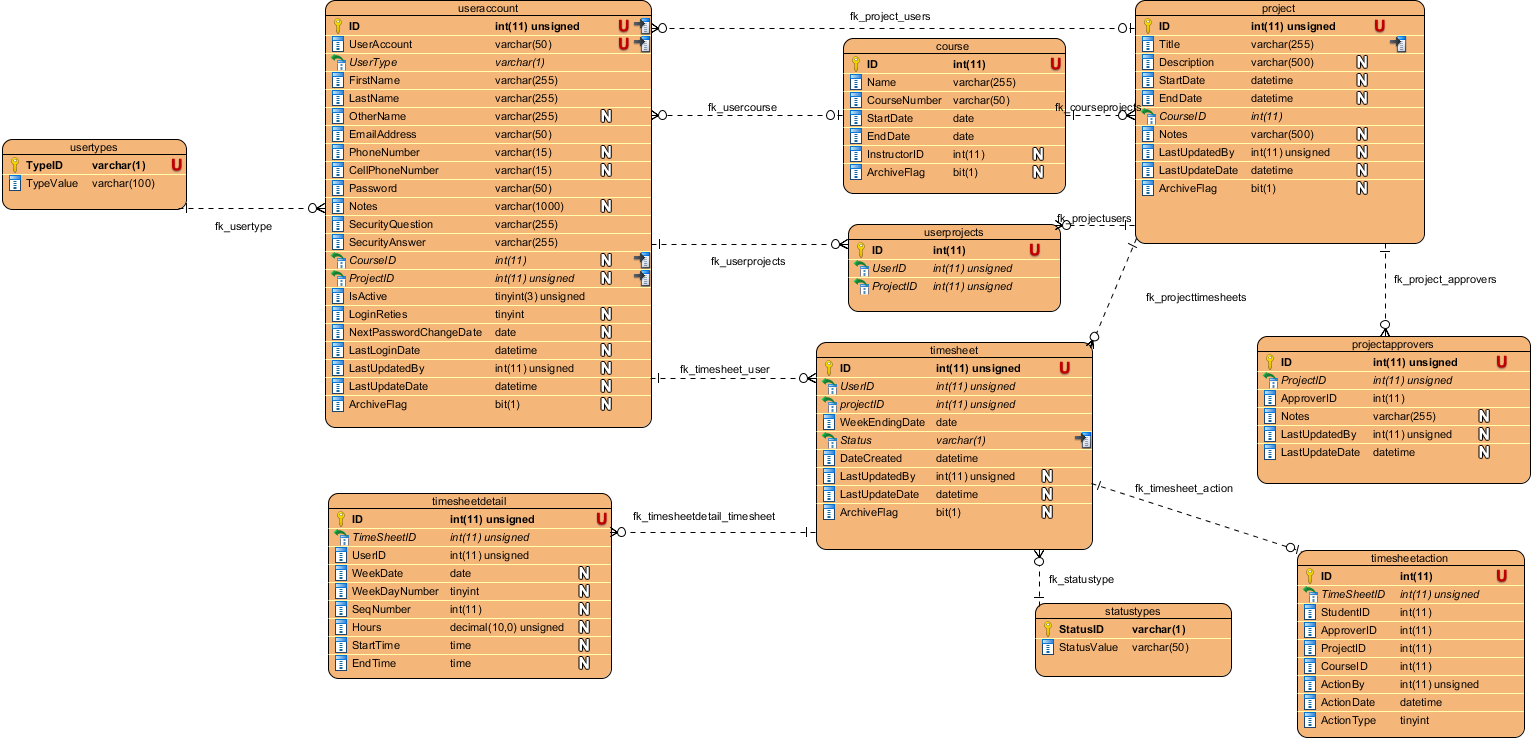 useraccount
ID int(11) unsigned U
UserAccount varchar(50) U
UserType varchar(1)
FirstName varchar(255)
LastName varchar(255)
OtherName varchar(255) N
EmailAddress varchar(50)
PhoneNumber varchar(15) N
CellPhoneNumber varchar(15) N
Password varchar(50)
Notes varchar(1000) N
SecurityQuestion varchar(255)
SecurityAnswer varchar(255)
CourseID int(11) N
ProjectID int(11) unsigned N
IsActive tinyint(3) unsigned
LoginReties tinyint N
NextPasswordChangeDate date N
LastLoginDate datetime N
LastUpdatedBy int(11) unsigned N
LastUpdateDate datetime N
ArchiveFlag bit(1) N
fk_project_users
project
ID int(11) unsigned U
Title varchar(255)
Description varchar(500) N
StartDate datetime N
EndDate datetime N
CourseID int(11)
Notes varchar(500) N
LastUpdatedBy int(11) unsigned N
LastUpdateDate datetime N
ArchiveFlag bit(1) N
course
ID int(11) U
Name varchar(255)
CourseNumber varchar(50)
StartDate date
EndDate date
InstructorID int(11) N
ArchiveFlag bit(1) N
fk_usercourse
fk_courseprojects
usertypes
TypeID varchar(1) U
TypeValue varchar(100)
fk_usertype
userprojects
ID int(11) U
UserID int(11) unsigned
ProjectID int(11) unsigned
fk_projectusers
fk_userprojects
fk_projecttimesheets
fk_project_approvers
timesheet
ID int(11) unsigned U
UserID int(11) unsigned
projectID int(11) unsigned
WeekEndingDate date
Status varchar(1)
DateCreated datetime
LastUpdatedBy int(11) unsigned N
LastUpdateDate datetime N
ArchiveFlag bit(1) N
fk_timesheet_user
projectapprovers
ID int(11) unsigned U
ProjectID int(11) unsigned
ApproverID int(11)
Notes varchar(255) N
LastUpdatedBy int(11) unsigned N
LastUpdateDate datetime N
timesheetdetail
ID int(11) unsigned U
TimeSheetID int(11) unsigned
UserID int(11) unsigned
WeekDate date N
WeekDayNumber tinyint N
SeqNumber int(11) N
Hours decimal(10,0) unsigned N
StartTime time N
EndTime time N
fk_timesheetdetail_timesheet
fk_timesheet_action
fk_statustype
statustypes
StatusID varchar(1)
StatusValue varchar(50)
timesheetaction
ID int(11) U
TimeSheetID int(11) unsigned
StudentID int(11)
ApproverID int(11)
ProjectID int(11)
CourseID int(11)
ActionBy int(11) unsigned
ActionDate datetime
ActionType tinyint